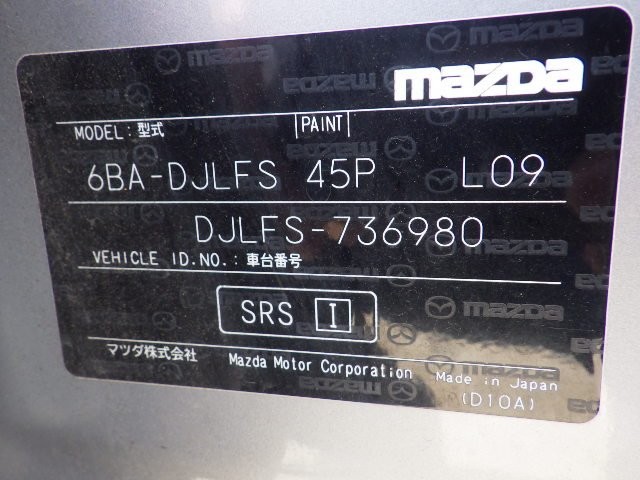 mazda
MODEL: 型式 PAINT
6BA-DJLFS 45P L09
DJLFS-736980
VEHICLE ID.NO.: 車台番号
SRS I
マツダ株式会社 Mazda Motor Corporation Made in Japan
(D10A)